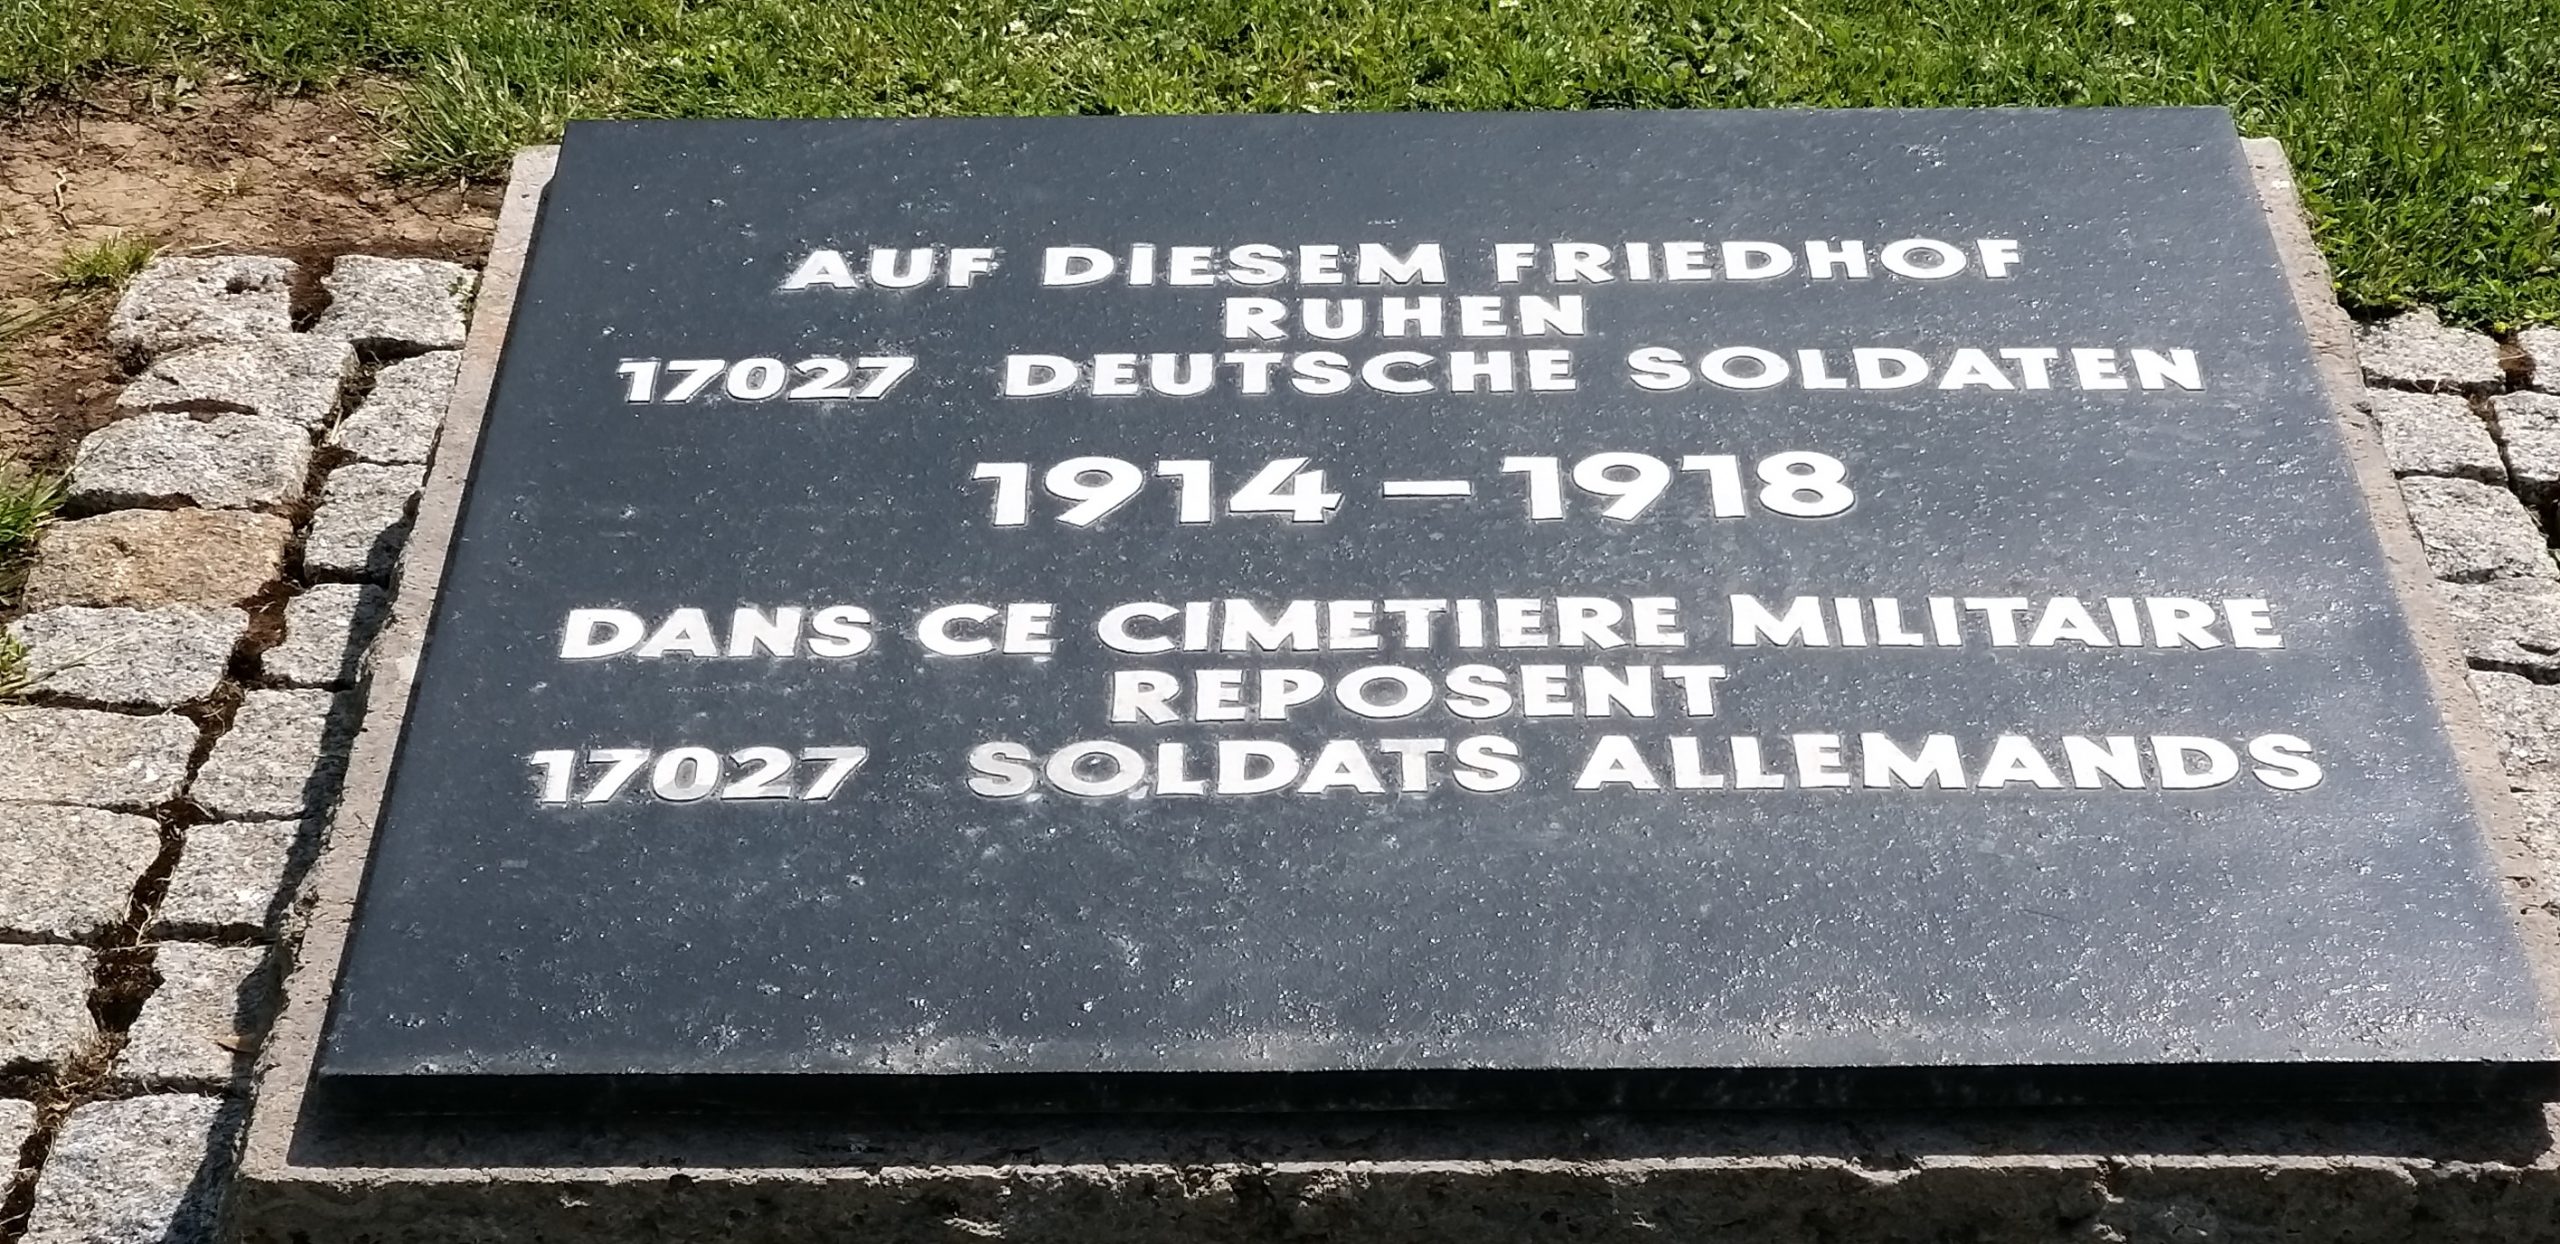 AUF DIESEM FRIEDHOF
RUHEN
17027 DEUTSCHE SOLDATEN
1914 – 1918
DANS CE CIMETIERE MILITAIRE
REPOSENT
17027 SOLDATS ALLEMANDS